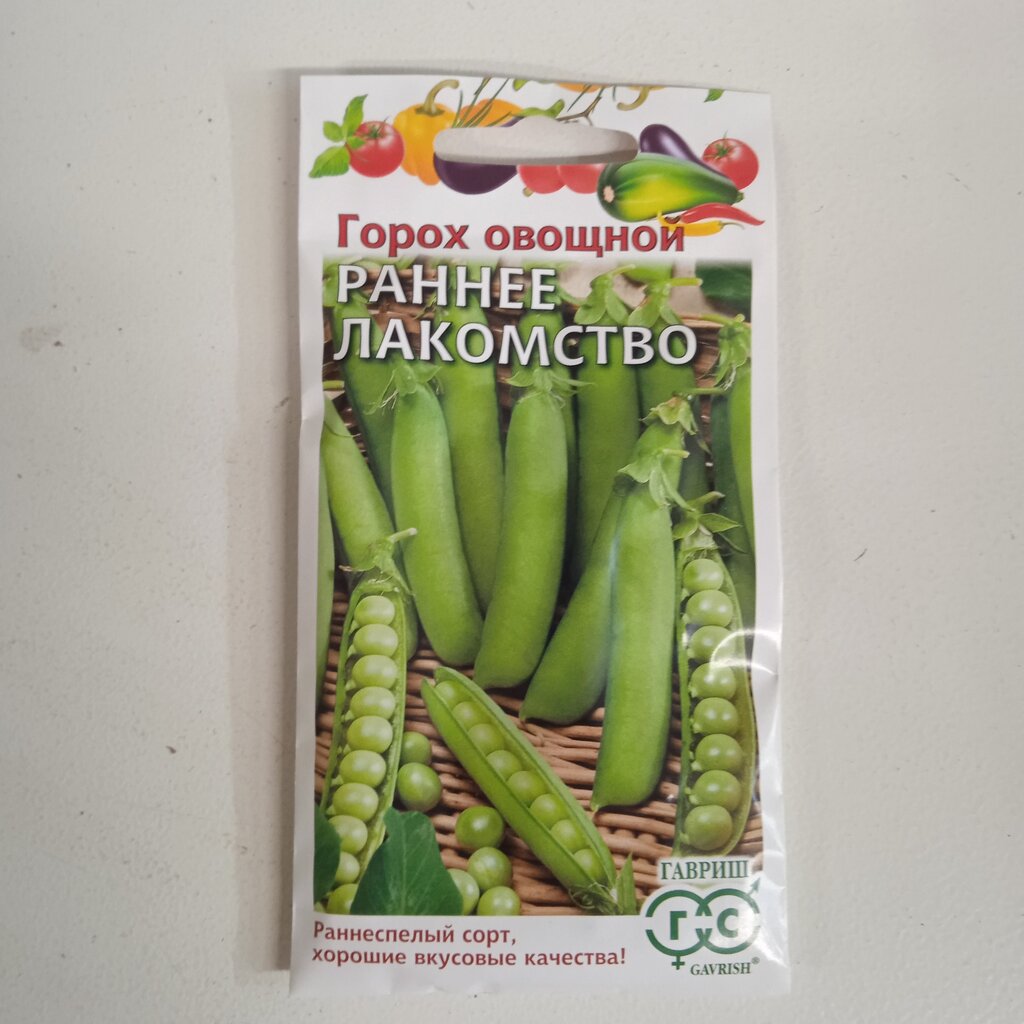 Горох овощной
РАННЕЕ
ЛАКОМСТВО
ГАВРИШ
Г С
GAVRISH®
Раннеспелый сорт,
хорошие вкусовые качества!